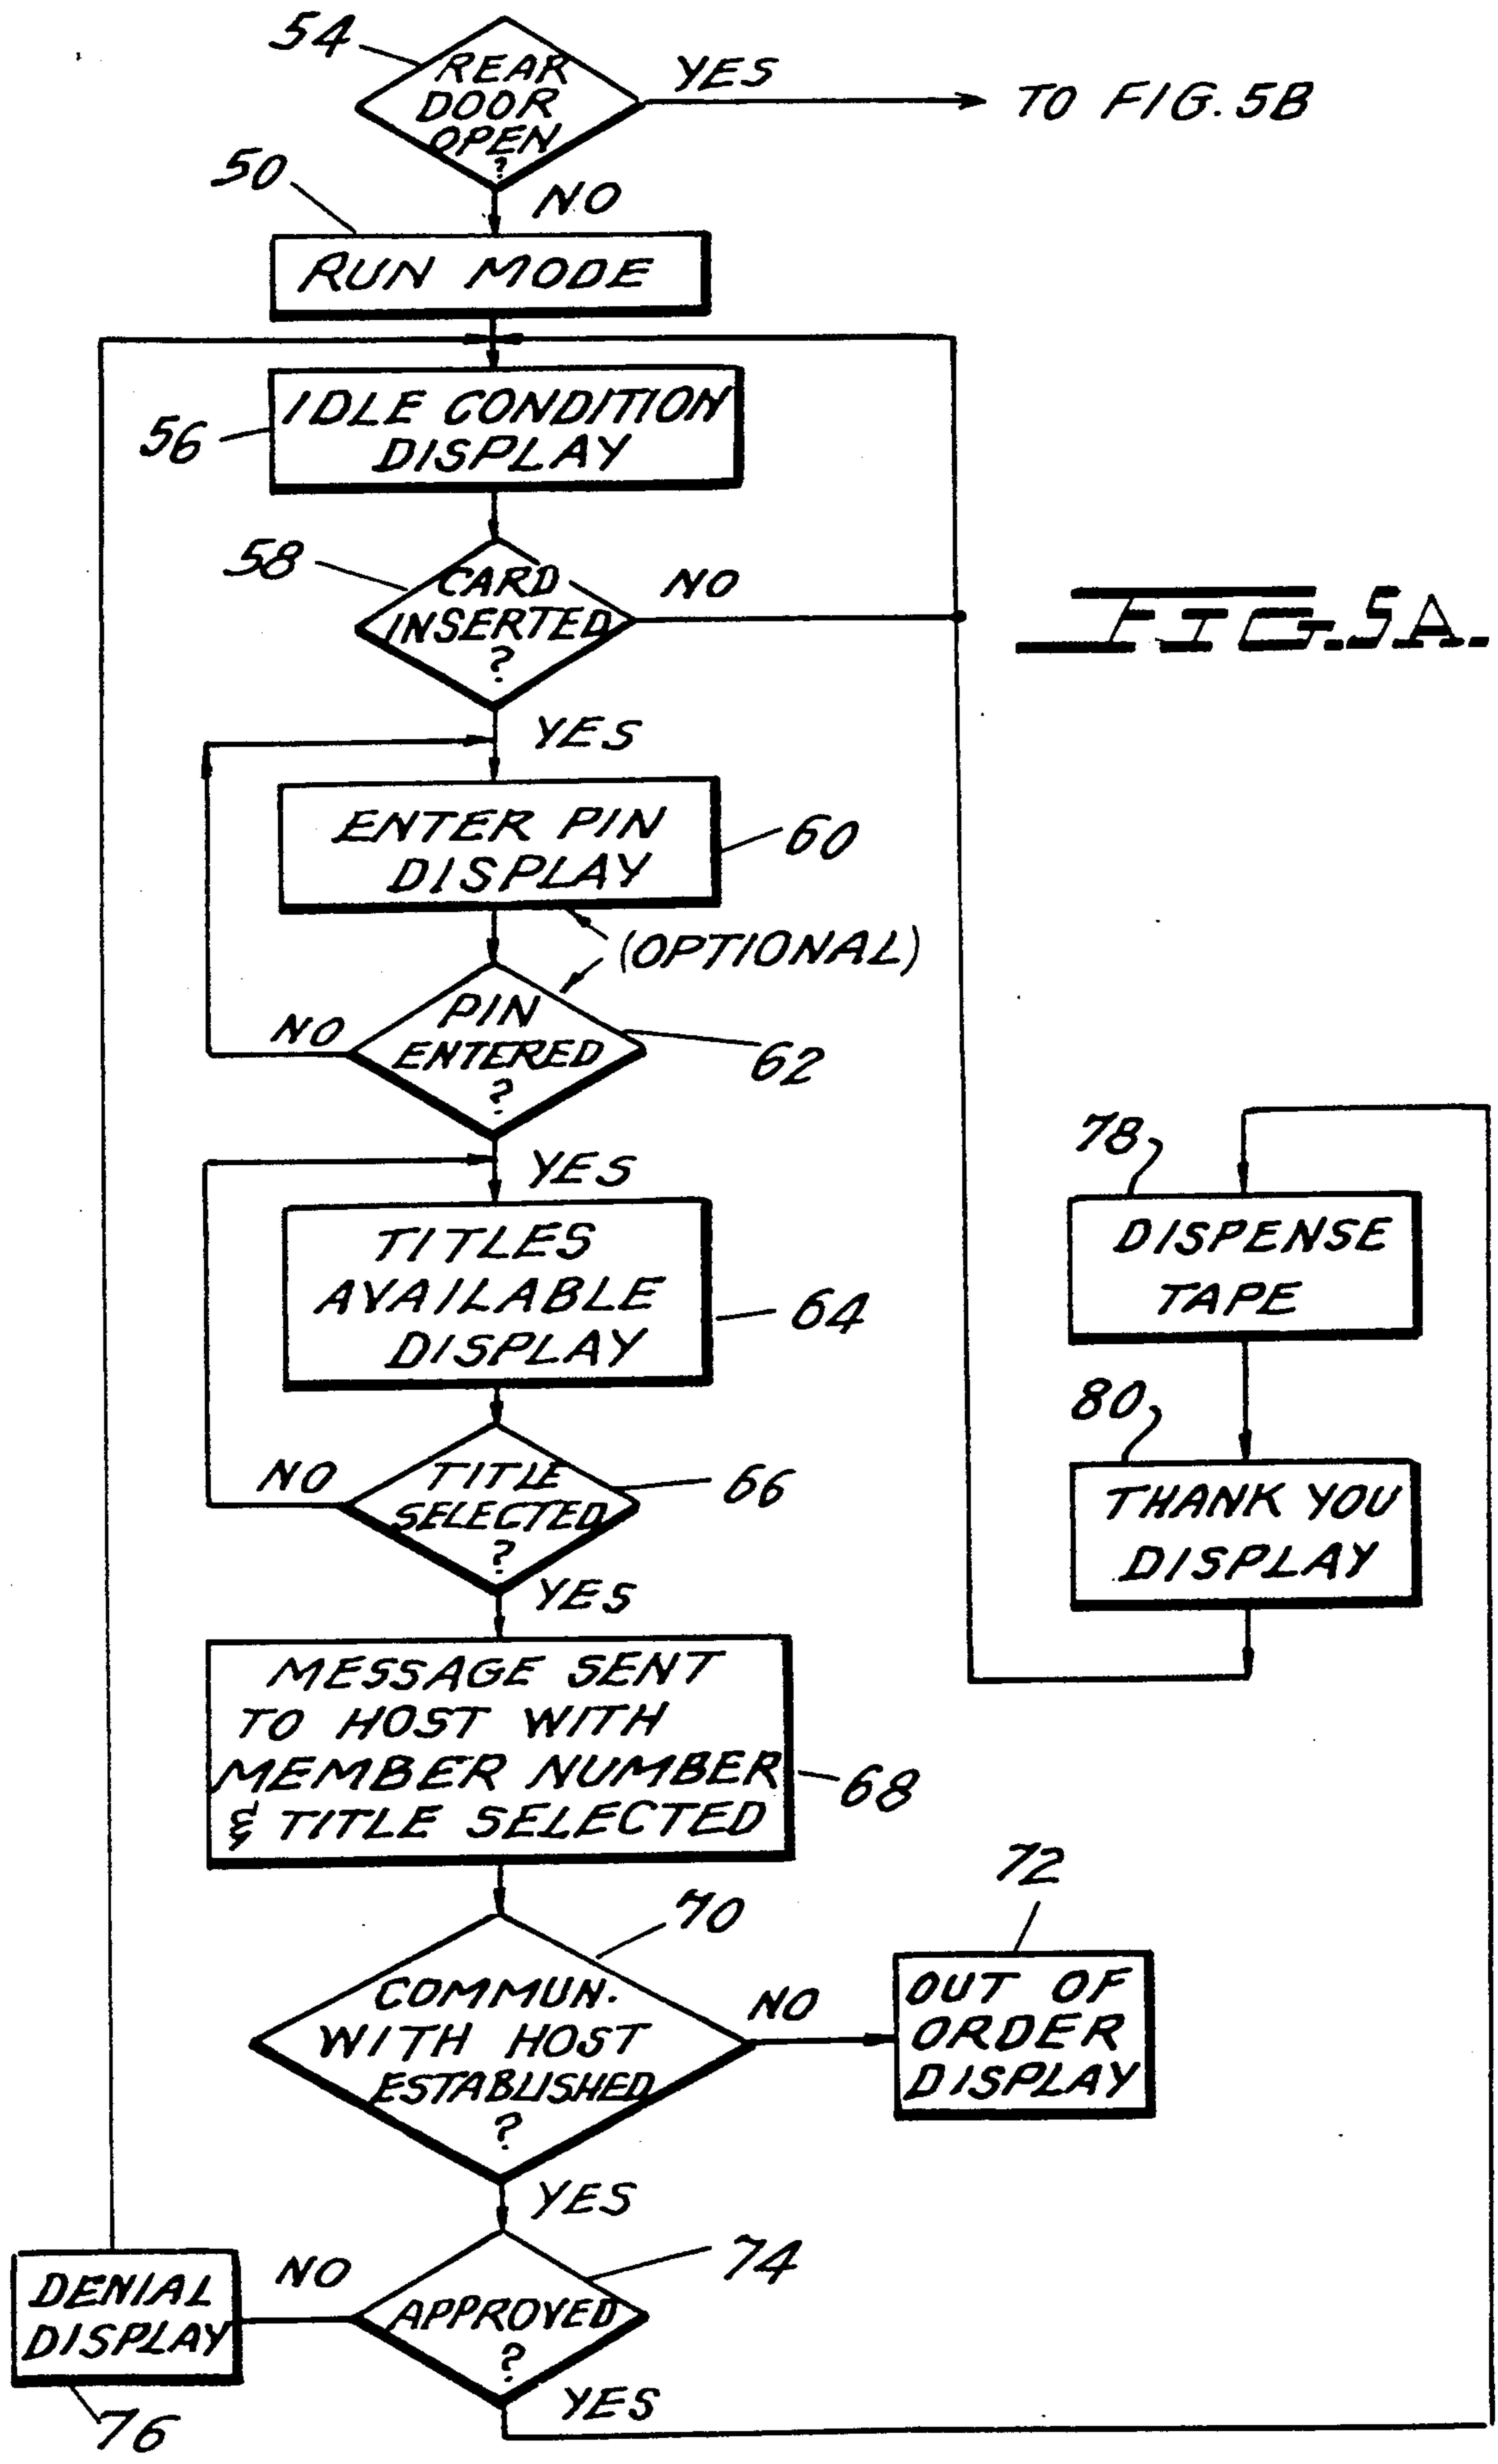 54
REAR
DOOR
OPEN
?
YES
TO FIG. 5B
50
NO
RUN MODE
IDLE CONDITION
DISPLAY
56
58
CARD
INSERTED
?
NO
FIG. 5A.
YES
ENTER PIN
DISPLAY
60
(OPTIONAL)
PIN
ENTERED
?
NO
62
YES
TITLES
AVAILABLE
DISPLAY
64
TITLE
SELECTED
?
NO
66
YES
MESSAGE SENT
TO HOST WITH
MEMBER NUMBER
& TITLE SELECTED
68
70
COMMUN.
WITH HOST
ESTABLISHED
?
NO
72
OUT OF
ORDER
DISPLAY
YES
74
APPROVED
?
NO
DENIAL
DISPLAY
76
YES
78
DISPENSE
TAPE
80
THANK YOU
DISPLAY